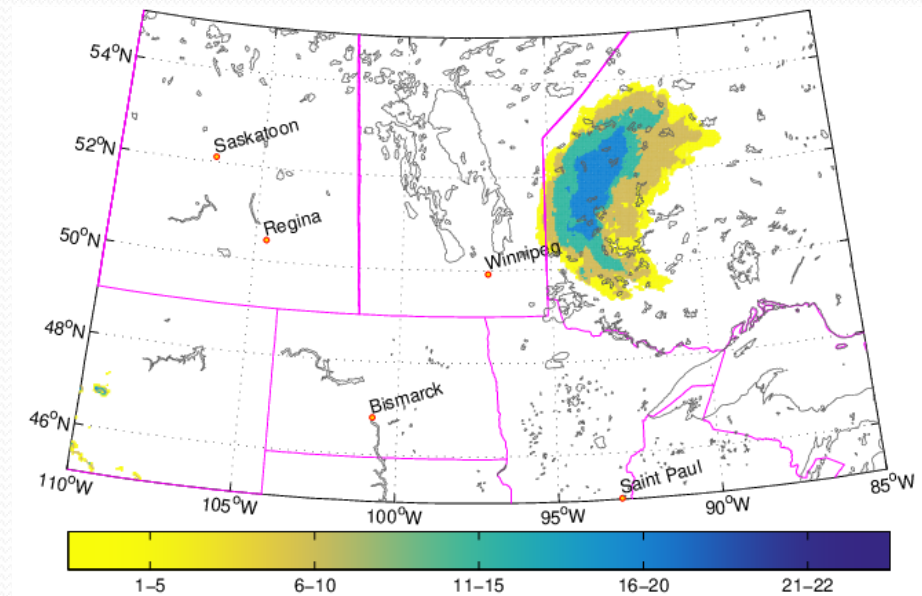 54°N
52°N
50°N
48°N
46°N
Saskatoon
Regina
Winnipeg
Bismarck
Saint Paul
110°W
105°W
100°W
95°W
90°W
85°W
1–5
6–10
11–15
16–20
21–22